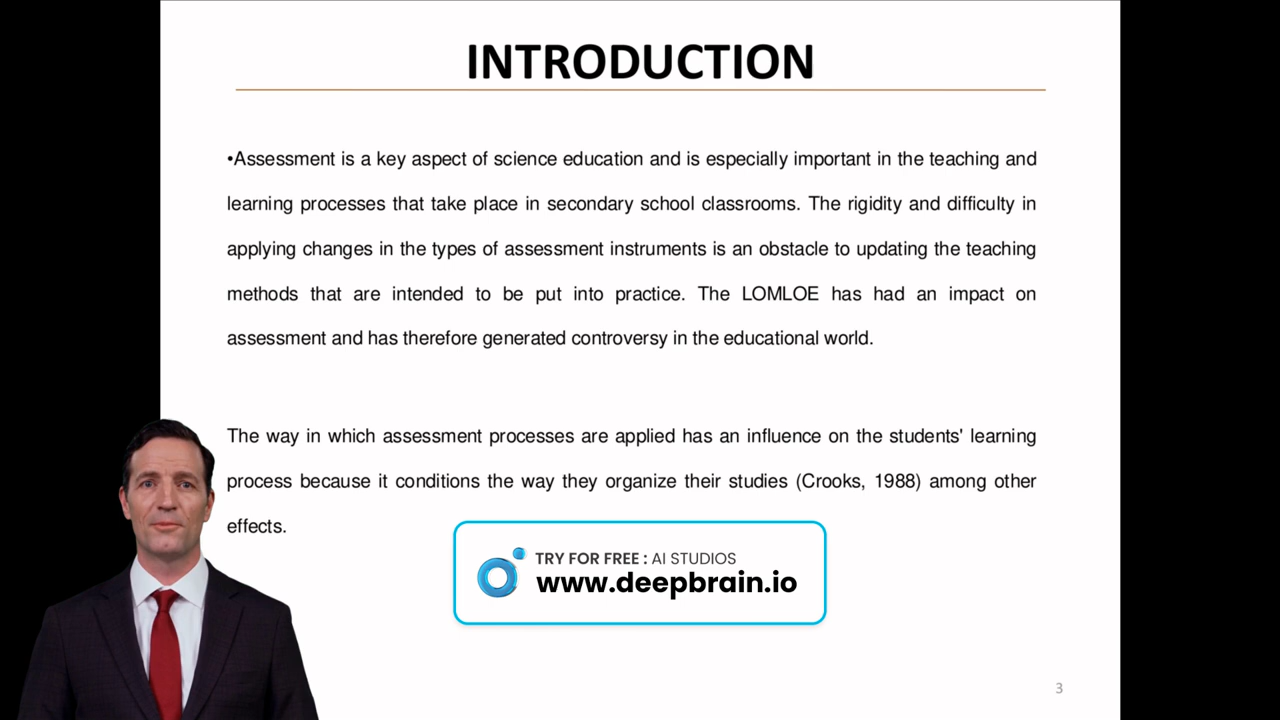 INTRODUCTION
•Assessment is a key aspect of science education and is especially important in the teaching and
learning processes that take place in secondary school classrooms. The rigidity and difficulty in
applying changes in the types of assessment instruments is an obstacle to updating the teaching
methods that are intended to be put into practice. The LOMLOE has had an impact on
assessment and has therefore generated controversy in the educational world.
The way in which assessment processes are applied has an influence on the students' learning
process because it conditions the way they organize their studies (Crooks, 1988) among other
effects.
TRY FOR FREE : AI STUDIOS
www.deepbrain.io
3